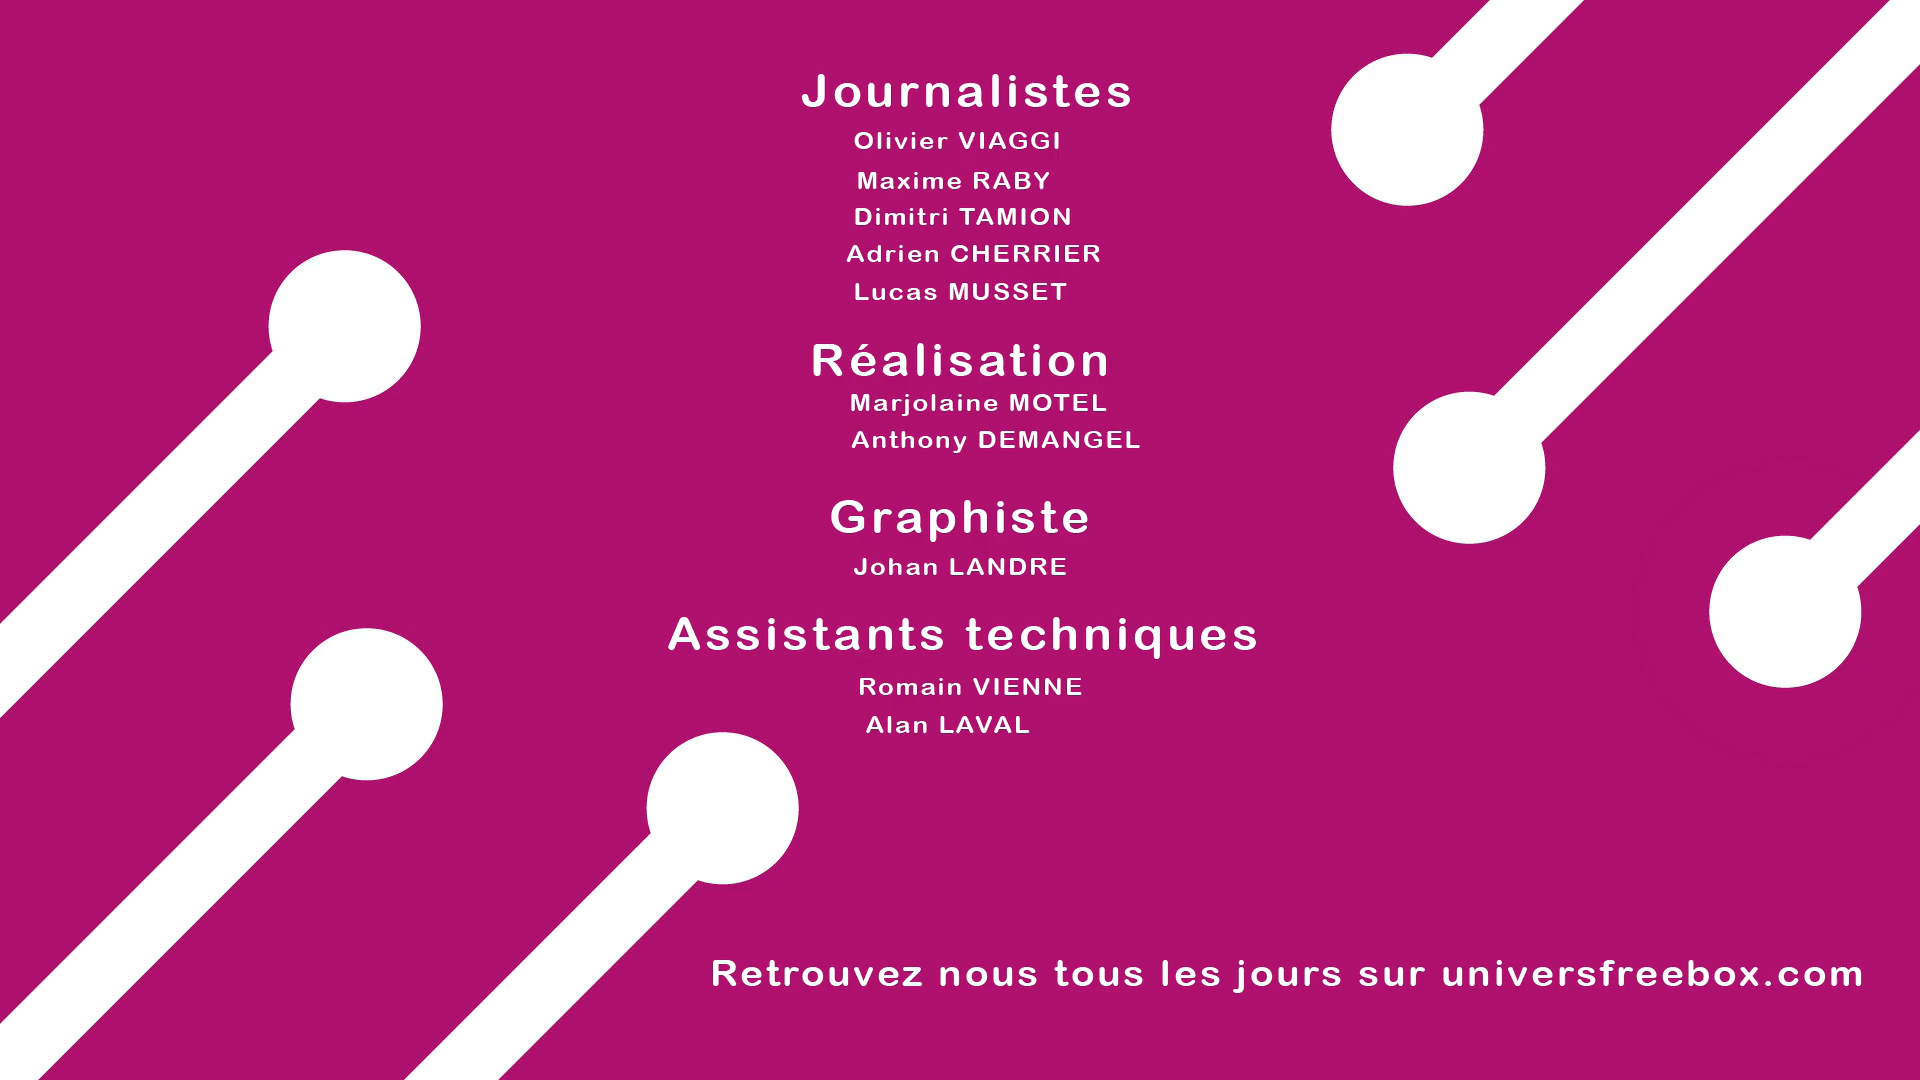 Journalistes
Olivier VIAGGI
Maxime RABY
Dimitri TAMION
Adrien CHERRIER
Lucas MUSSET
Réalisation
Marjolaine MOTEL
Anthony DEMANGEL
Graphiste
Johan LANDRE
Assistants techniques
Romain VIENNE
Alan LAVAL
Retrouvez nous tous les jours sur universfreebox.com